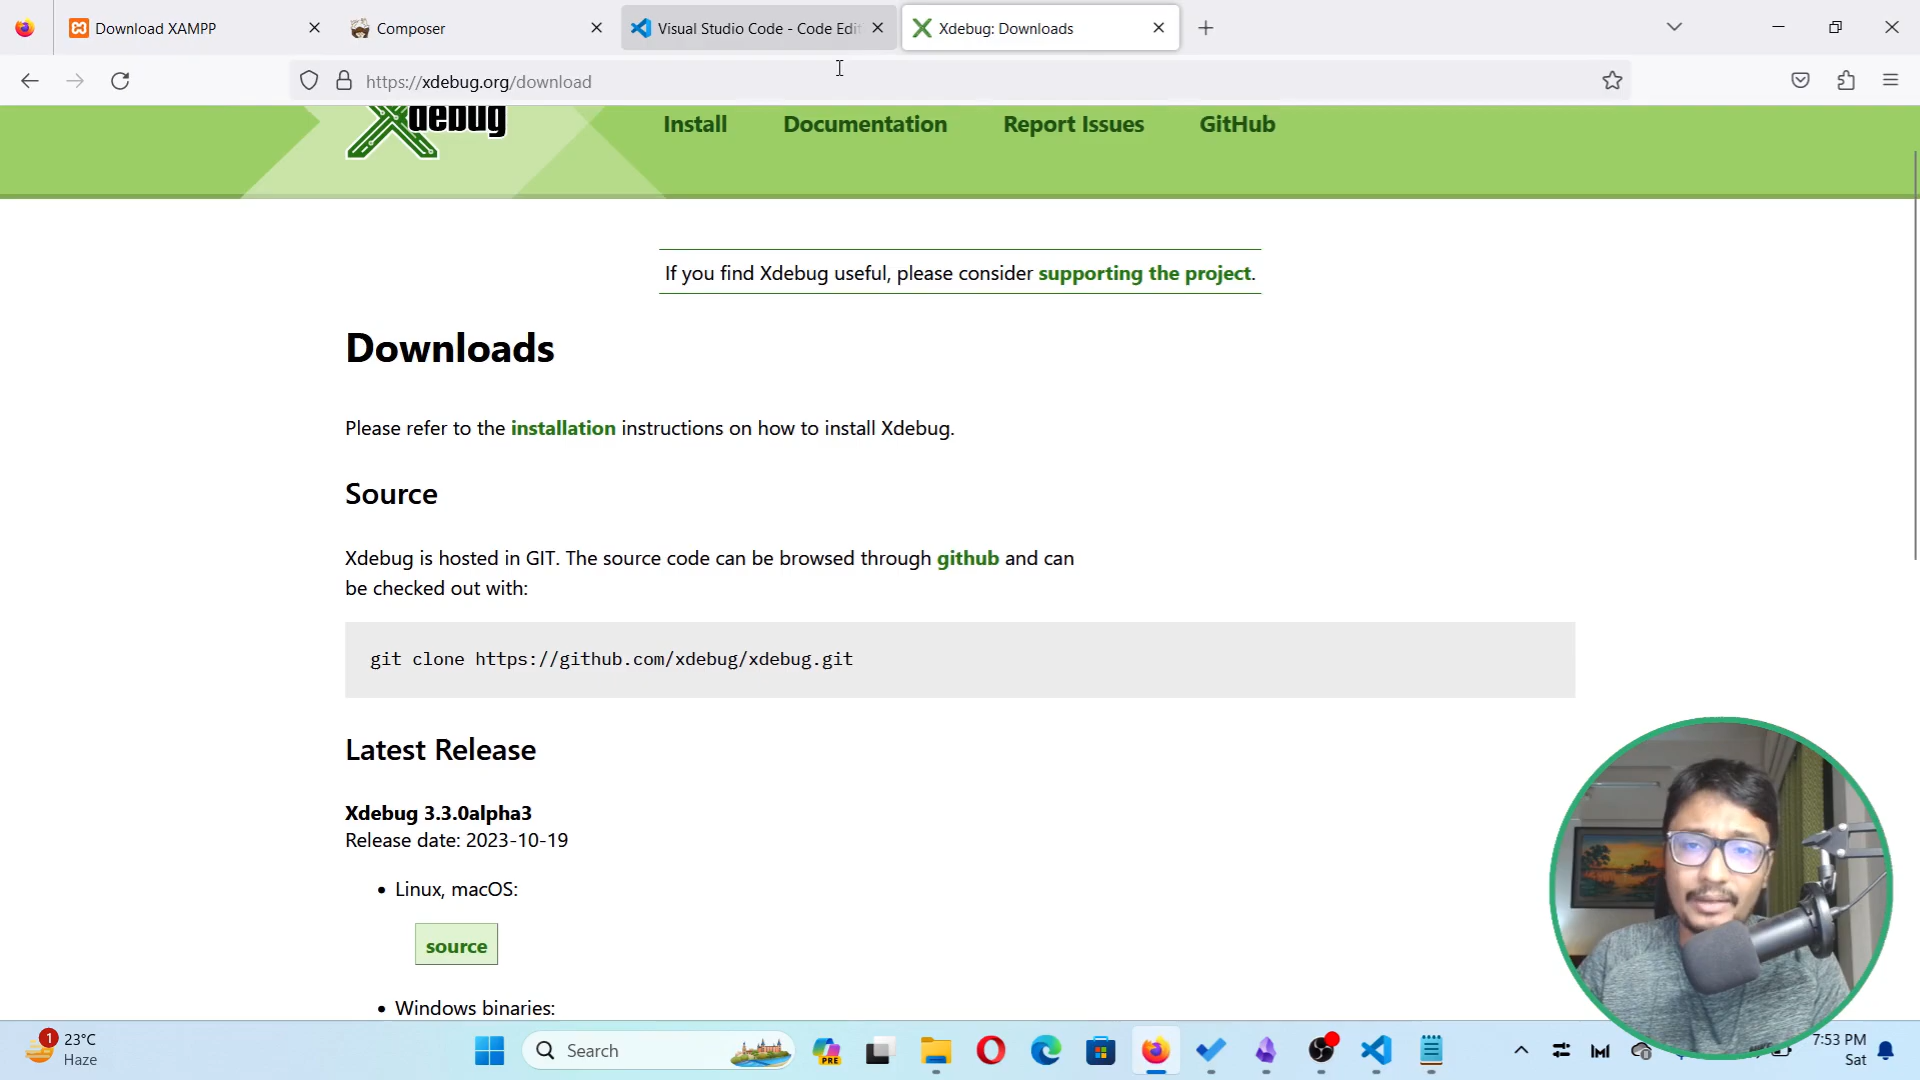 Download XAMPP
Composer
Visual Studio Code - Code Edit
Xdebug: Downloads
https://xdebug.org/download
Xdebug
Install
Documentation
Report Issues
GitHub
If you find Xdebug useful, please consider supporting the project.
Downloads
Please refer to the installation instructions on how to install Xdebug.
Source
Xdebug is hosted in GIT. The source code can be browsed through github and can
be checked out with:
git clone https://github.com/xdebug/xdebug.git
Latest Release
Xdebug 3.3.0alpha3
Release date: 2023-10-19
• Linux, macOS:
source
• Windows binaries:
1
23°C
Haze
Search
PRE
7:53 PM
Sat